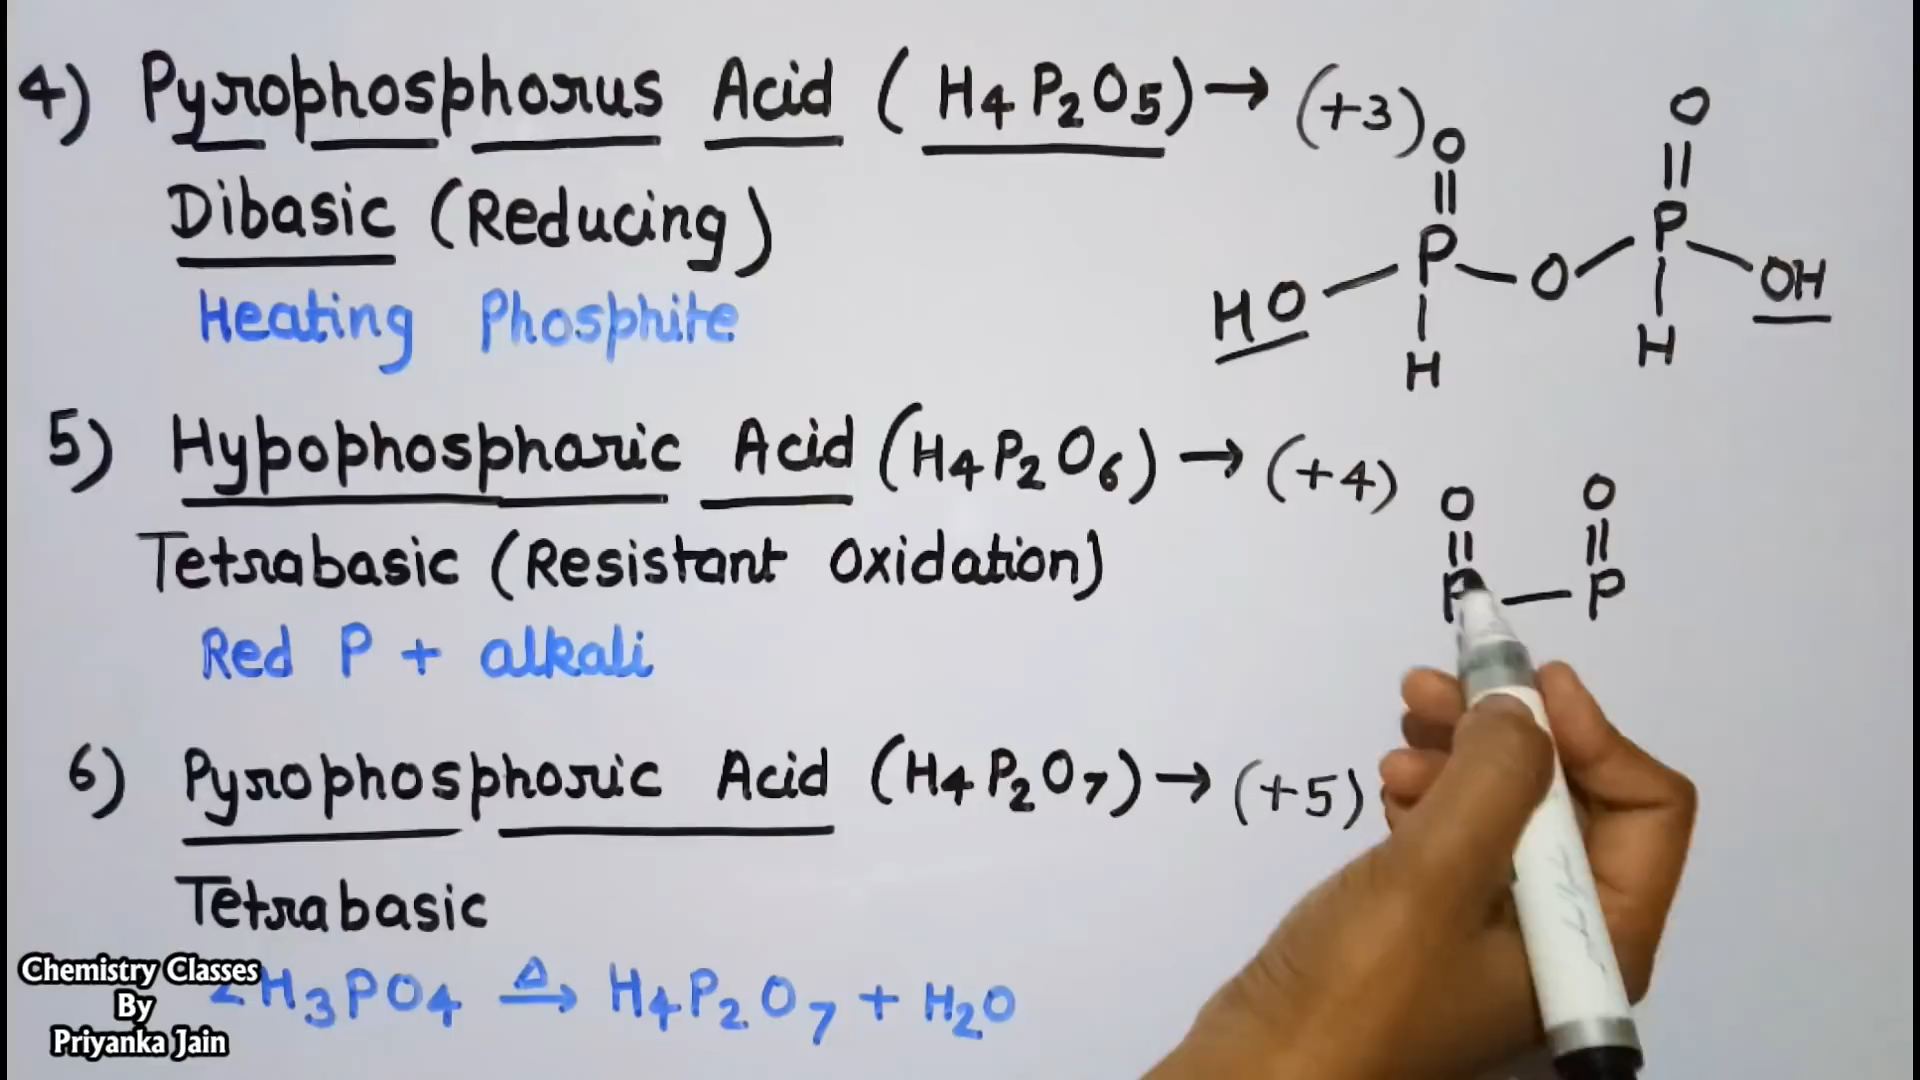 4) Pyrophosphorus Acid (H4P2O5) → (+3)
Dibasic (Reducing)
Heating Phosphite
O O
P P
HO O OH
H H
5) Hypophosphoric Acid (H4P2O6) → (+4)
Tetrabasic (Resistant Oxidation)
Red P + alkali
O O
P P
6) Pyrophosphoric Acid (H4P2O7) → (+5)
Tetrabasic
2H3PO4 Δ→ H4P2O7 + H2O
Chemistry Classes
By
Priyanka Jain